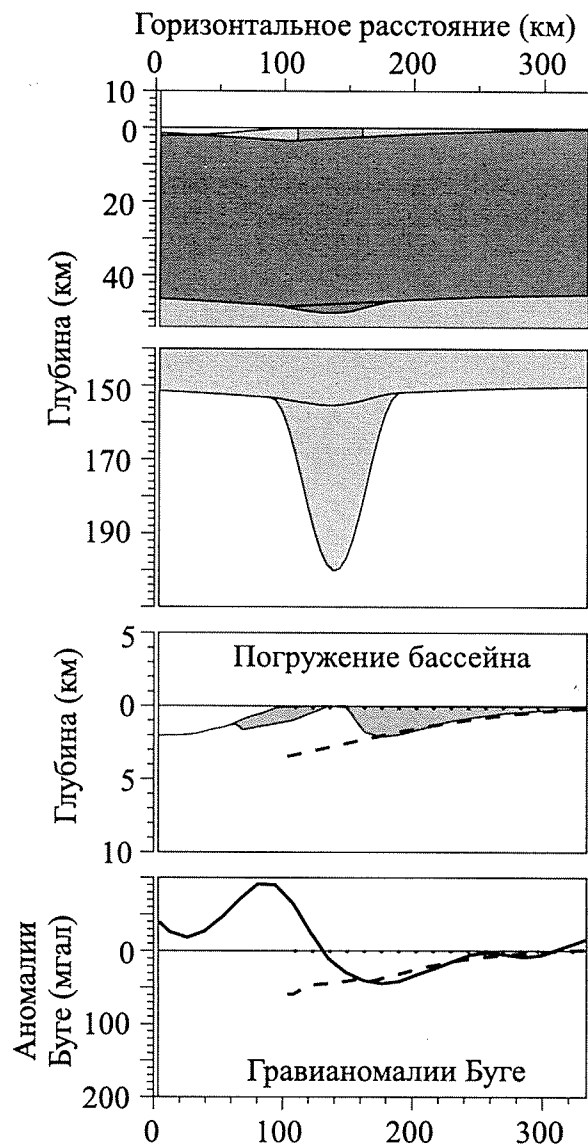 Горизонтальное расстояние (км)
0 100 200 300
10
0
20
40
Глубина (км)
150
170
190
5
Погружение бассейна
0
Глубина (км)
5
10
0
Аномалии
Буге (мгал)
100
Гравианомалии Буге
200
0 100 200 300